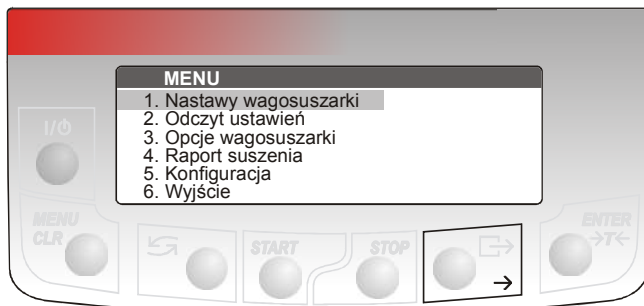 MENU
1. Nastawy wagosuszarki
2. Odczyt ustawień
3. Opcje wagosuszarki
4. Raport suszenia
5. Konfiguracja
6. Wyjście
I/⏻
MENU
CLR
START
STOP
→
ENTER
→T←